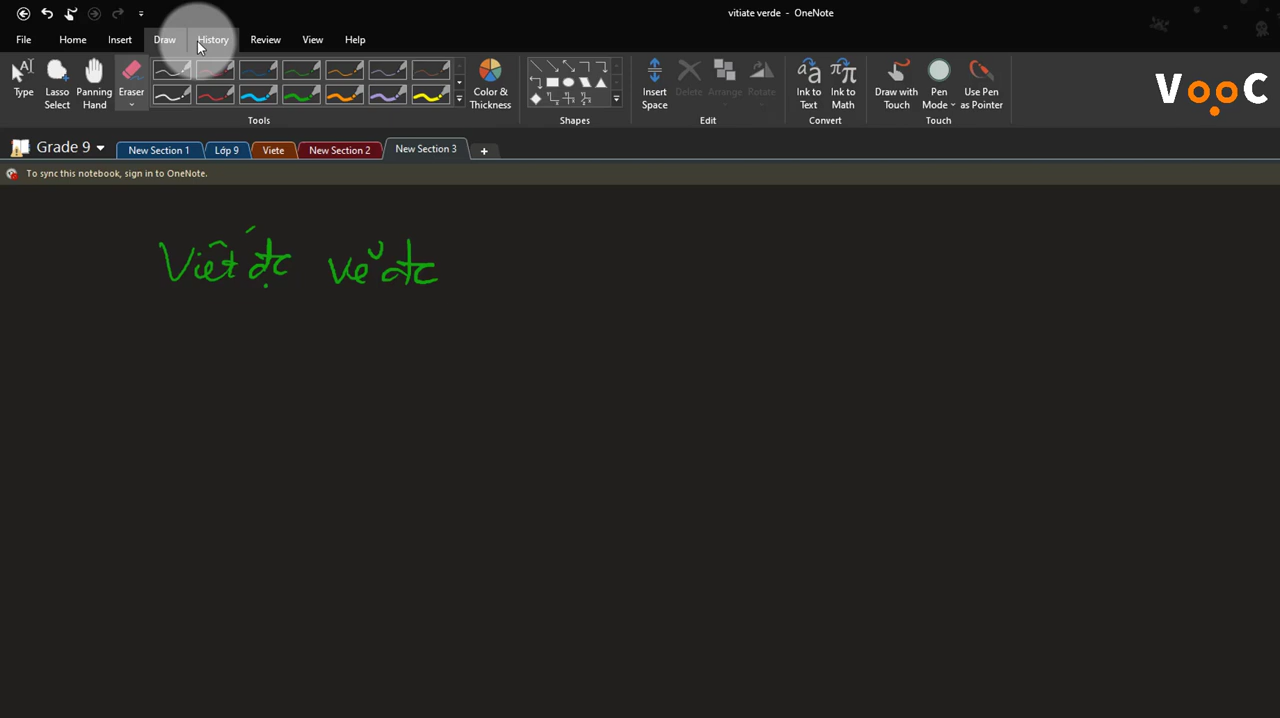 vitiate verde - OneNote
File Home Insert Draw History Review View Help
Type Lasso Select Panning Hand Eraser Color & Thickness Insert Space Delete Arrange Rotate Ink to Text Ink to Math Draw with Touch Pen Mode Use Pen as Pointer
Tools Shapes Edit Convert Touch
VooC
Grade 9 New Section 1 Lớp 9 Viete New Section 2 New Section 3 +
To sync this notebook, sign in to OneNote.
Viết đc vẽ đc